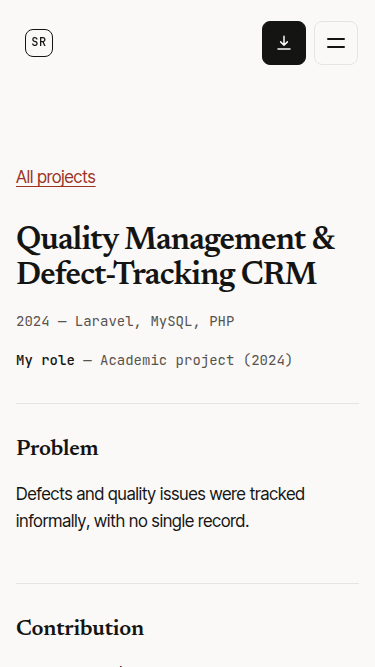 SR
All projects
Quality Management &
Defect-Tracking CRM
2024 — Laravel, MySQL, PHP
My role — Academic project (2024)
Problem
Defects and quality issues were tracked
informally, with no single record.
Contribution